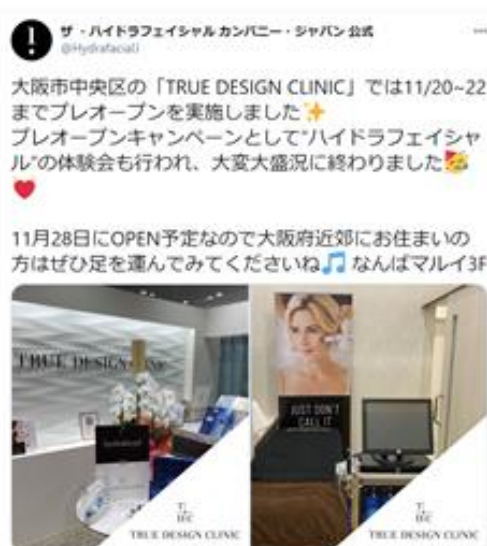 ザ・ハイドラフェイシャル カンパニー・ジャパン 公式
@HydrafacialJ
大阪市中央区の「TRUE DESIGN CLINIC」では11/20~22
までプレオープンを実施しました✨
プレオープンキャンペーンとして"ハイドラフェイシャ
ル"の体験会も行われ、大変大盛況に終わりました🥳
❤️
11月28日にOPEN予定なので大阪府近郊にお住まいの
方はぜひ足を運んでみてくださいね🎵 なんばマルイ3F
TRUE DESIGN CLINIC
JUST DON'T
CALL IT
TRUE DESIGN CLINIC
TRUE DESIGN CLINIC